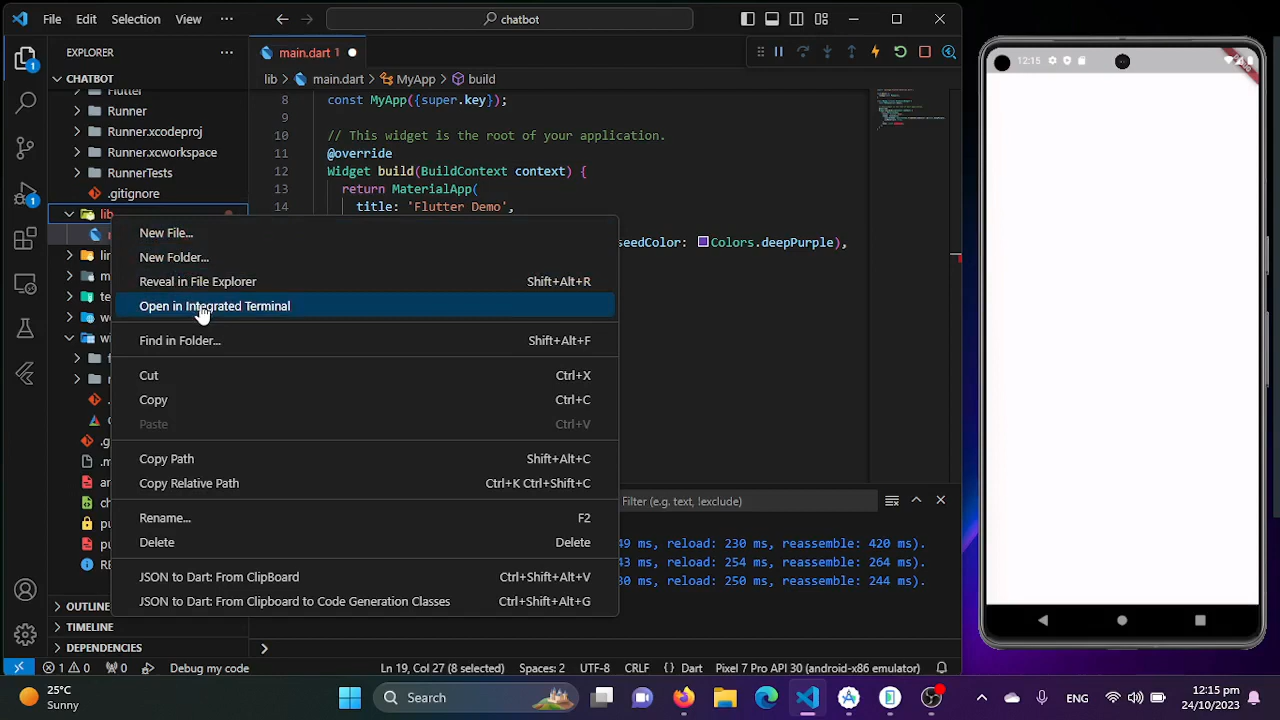 File Edit Selection View ···
chatbot
EXPLORER
main.dart 1
CHATBOT
lib > main.dart > MyApp > build
Flutter
Runner
Runner.xcodeproj
Runner.xcworkspace
RunnerTests
.gitignore
lib
8 const MyApp({super.key});
9
10 // This widget is the root of your application.
11 @override
12 Widget build(BuildContext context) {
13 return MaterialApp(
14 title: 'Flutter Demo',
seedColor: Colors.deepPurple),
New File...
New Folder...
Reveal in File Explorer Shift+Alt+R
Open in Integrated Terminal
Find in Folder... Shift+Alt+F
Cut Ctrl+X
Copy Ctrl+C
Paste Ctrl+V
Copy Path Shift+Alt+C
Copy Relative Path Ctrl+K Ctrl+Shift+C
Rename... F2
Delete Delete
JSON to Dart: From ClipBoard Ctrl+Shift+Alt+V
JSON to Dart: From Clipboard to Code Generation Classes Ctrl+Shift+Alt+G
Filter (e.g. text, !exclude)
49 ms, reload: 230 ms, reassemble: 420 ms).
43 ms, reload: 254 ms, reassemble: 264 ms).
30 ms, reload: 250 ms, reassemble: 244 ms).
OUTLINE
TIMELINE
DEPENDENCIES
1 0 0 Debug my code Ln 19, Col 27 (8 selected) Spaces: 2 UTF-8 CRLF {} Dart Pixel 7 Pro API 30 (android-x86 emulator)
12:15
25°C
Sunny
Search
ENG
12:15 pm
24/10/2023